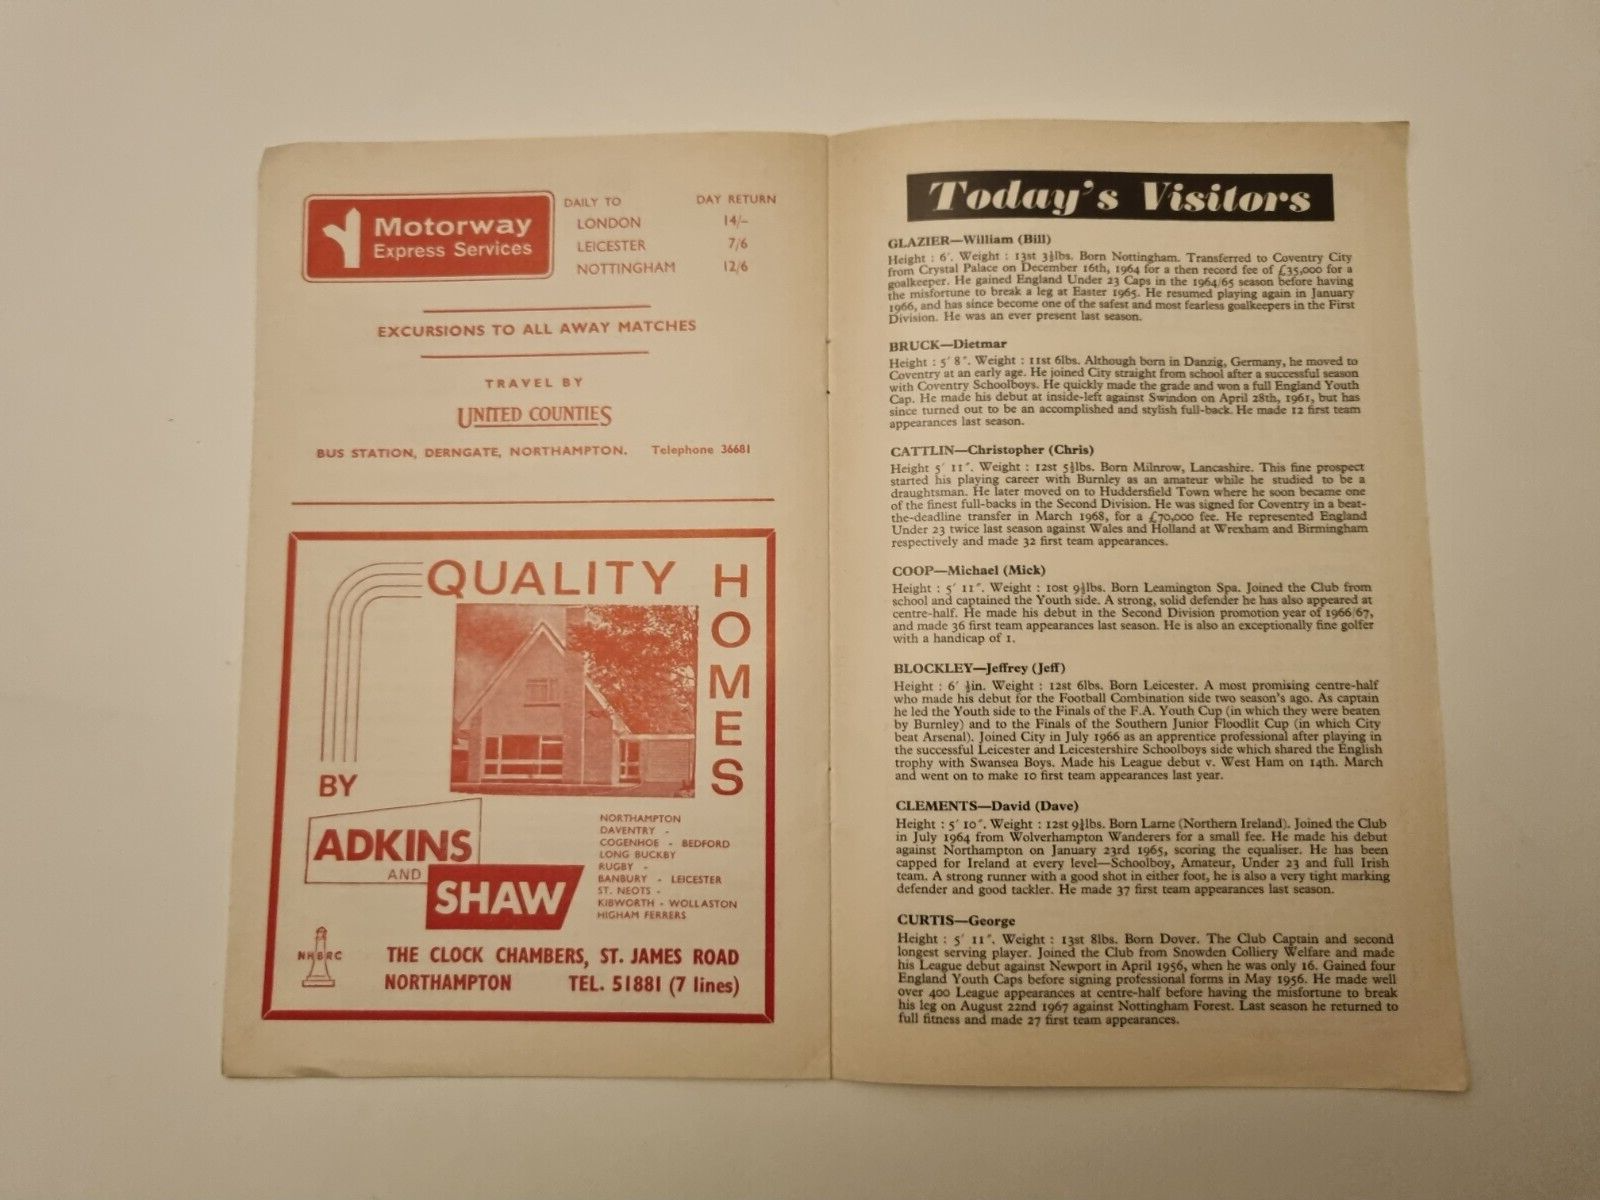 Motorway
Express Services
DAILY TO DAY RETURN
LONDON 14/-
LEICESTER 7/6
NOTTINGHAM 12/6
EXCURSIONS TO ALL AWAY MATCHES
TRAVEL BY
UNITED COUNTIES
BUS STATION, DERNGATE, NORTHAMPTON. Telephone 36681
QUALITY HOMES
BY
ADKINS
AND
SHAW
NORTHAMPTON
DAVENTRY -
COGENHOE - BEDFORD
LONG BUCKBY
RUGBY -
BANBURY - LEICESTER
ST. NEOTS -
KIBWORTH - WOLLASTON
HIGHAM FERRERS
NHBRC
THE CLOCK CHAMBERS, ST. JAMES ROAD
NORTHAMPTON TEL. 51881 (7 lines)
Today's Visitors
GLAZIER—William (Bill)
Height : 6′. Weight : 13st 3½lbs. Born Nottingham. Transferred to Coventry City
from Crystal Palace on December 16th, 1964 for a then record fee of £35,000 for a
goalkeeper. He gained England Under 23 Caps in the 1964/65 season before having
the misfortune to break a leg at Easter 1965. He resumed playing again in January
1966, and has since become one of the safest and most fearless goalkeepers in the First
Division. He was an ever present last season.
BRUCK—Dietmar
Height : 5′ 8″. Weight : 11st 6lbs. Although born in Danzig, Germany, he moved to
Coventry at an early age. He joined City straight from school after a successful season
with Coventry Schoolboys. He quickly made the grade and won a full England Youth
Cap. He made his debut at inside-left against Swindon on April 28th, 1961, but has
since turned out to be an accomplished and stylish full-back. He made 12 first team
appearances last season.
CATTLIN—Christopher (Chris)
Height 5′ 11″. Weight : 12st 5½lbs. Born Milnrow, Lancashire. This fine prospect
started his playing career with Burnley as an amateur while he studied to be a
draughtsman. He later moved on to Huddersfield Town where he soon became one
of the finest full-backs in the Second Division. He was signed for Coventry in a beat-
the-deadline transfer in March 1968, for a £70,000 fee. He represented England
Under 23 twice last season against Wales and Holland at Wrexham and Birmingham
respectively and made 32 first team appearances.
COOP—Michael (Mick)
Height : 5′ 11″. Weight : 10st 9½lbs. Born Leamington Spa. Joined the Club from
school and captained the Youth side. A strong, solid defender he has also appeared at
centre-half. He made his debut in the Second Division promotion year of 1966/67,
and made 36 first team appearances last season. He is also an exceptionally fine golfer
with a handicap of 1.
BLOCKLEY—Jeffrey (Jeff)
Height : 6′ ½in. Weight : 12st 6lbs. Born Leicester. A most promising centre-half
who made his debut for the Football Combination side two season's ago. As captain
he led the Youth side to the Finals of the F.A. Youth Cup (in which they were beaten
by Burnley) and to the Finals of the Southern Junior Floodlit Cup (in which City
beat Arsenal). Joined City in July 1966 as an apprentice professional after playing in
the successful Leicester and Leicestershire Schoolboys side which shared the English
trophy with Swansea Boys. Made his League debut v. West Ham on 14th. March
and went on to make 10 first team appearances last year.
CLEMENTS—David (Dave)
Height : 5′ 10″. Weight : 12st 9½lbs. Born Larne (Northern Ireland). Joined the Club
in July 1964 from Wolverhampton Wanderers for a small fee. He made his debut
against Northampton on January 23rd 1965, scoring the equaliser. He has been
capped for Ireland at every level—Schoolboy, Amateur, Under 23 and full Irish
team. A strong runner with a good shot in either foot, he is also a very tight marking
defender and good tackler. He made 37 first team appearances last season.
CURTIS—George
Height : 5′ 11″. Weight : 13st 8lbs. Born Dover. The Club Captain and second
longest serving player. Joined the Club from Snowden Colliery Welfare and made
his League debut against Newport in April 1956, when he was only 16. Gained four
England Youth Caps before signing professional forms in May 1956. He made well
over 400 League appearances at centre-half before having the misfortune to break
his leg on August 22nd 1967 against Nottingham Forest. Last season he returned to
full fitness and made 27 first team appearances.